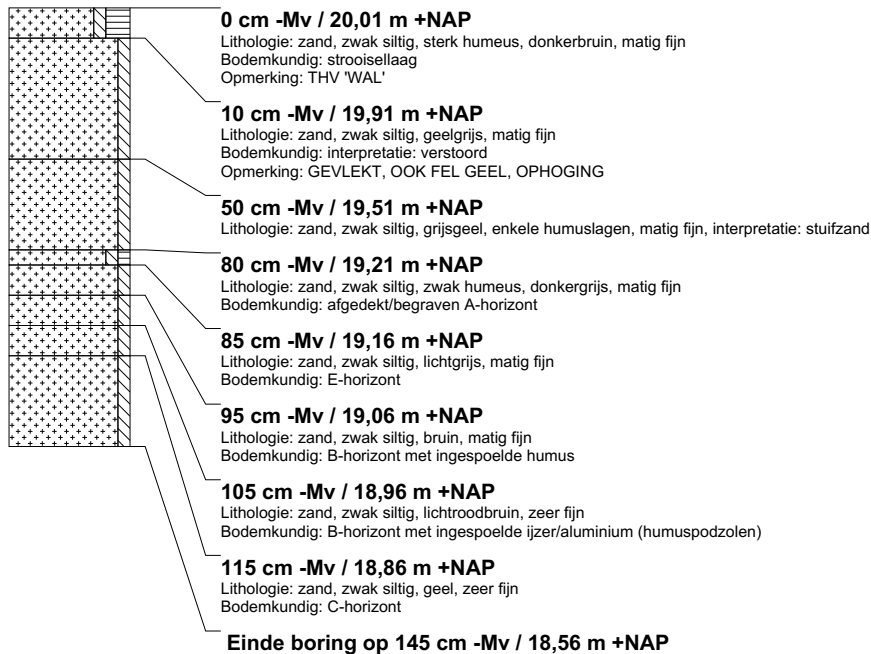 0 cm -Mv / 20,01 m +NAP
Lithologie: zand, zwak siltig, sterk humeus, donkerbruin, matig fijn
Bodemkundig: strooisellaag
Opmerking: THV 'WAL'
10 cm -Mv / 19,91 m +NAP
Lithologie: zand, zwak siltig, geelgrijs, matig fijn
Bodemkundig: interpretatie: verstoord
Opmerking: GEVLEKT, OOK FEL GEEL, OPHOGING
50 cm -Mv / 19,51 m +NAP
Lithologie: zand, zwak siltig, grijsgeel, enkele humuslagen, matig fijn, interpretatie: stuifzand
80 cm -Mv / 19,21 m +NAP
Lithologie: zand, zwak siltig, zwak humeus, donkergrijs, matig fijn
Bodemkundig: afgedekt/begraven A-horizont
85 cm -Mv / 19,16 m +NAP
Lithologie: zand, zwak siltig, lichtgrijs, matig fijn
Bodemkundig: E-horizont
95 cm -Mv / 19,06 m +NAP
Lithologie: zand, zwak siltig, bruin, matig fijn
Bodemkundig: B-horizont met ingespoelde humus
105 cm -Mv / 18,96 m +NAP
Lithologie: zand, zwak siltig, lichtroodbruin, zeer fijn
Bodemkundig: B-horizont met ingespoelde ijzer/aluminium (humuspodzolen)
115 cm -Mv / 18,86 m +NAP
Lithologie: zand, zwak siltig, geel, zeer fijn
Bodemkundig: C-horizont
Einde boring op 145 cm -Mv / 18,56 m +NAP